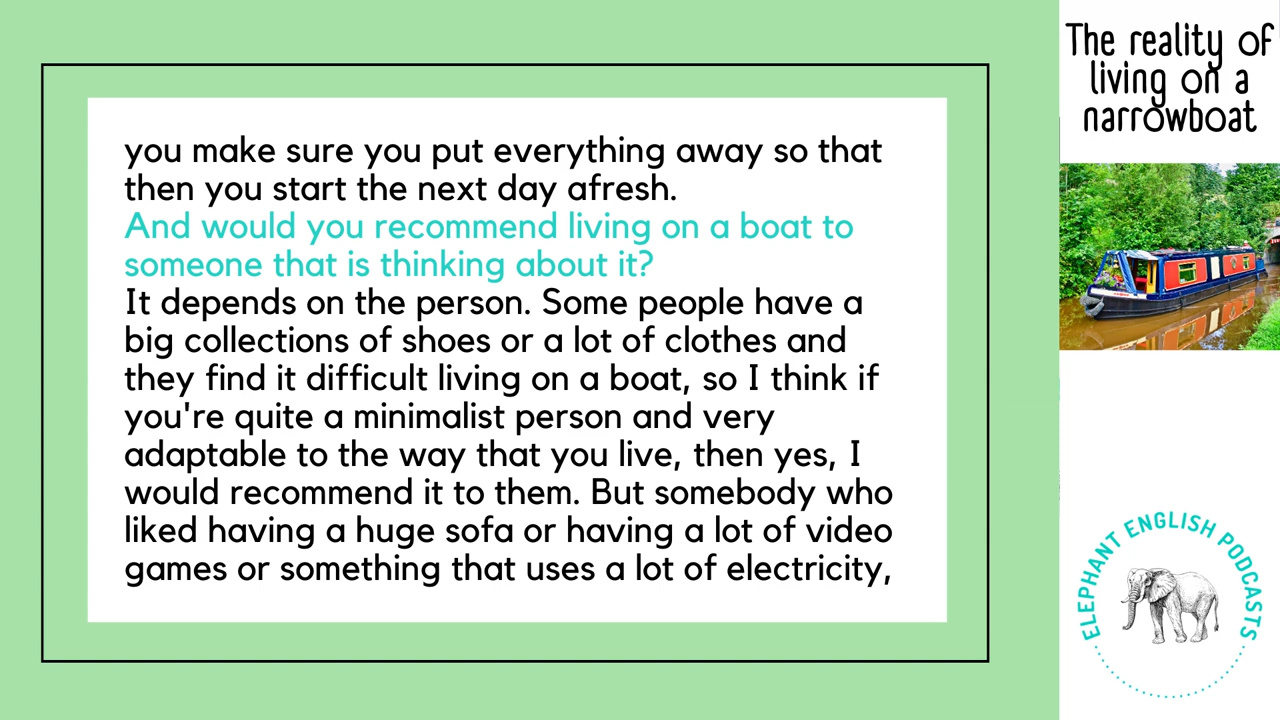 you make sure you put everything away so that
then you start the next day afresh.
And would you recommend living on a boat to
someone that is thinking about it?
It depends on the person. Some people have a
big collections of shoes or a lot of clothes and
they find it difficult living on a boat, so I think if
you're quite a minimalist person and very
adaptable to the way that you live, then yes, I
would recommend it to them. But somebody who
liked having a huge sofa or having a lot of video
games or something that uses a lot of electricity,
The reality of
living on a
narrowboat
ELEPHANT ENGLISH PODCASTS